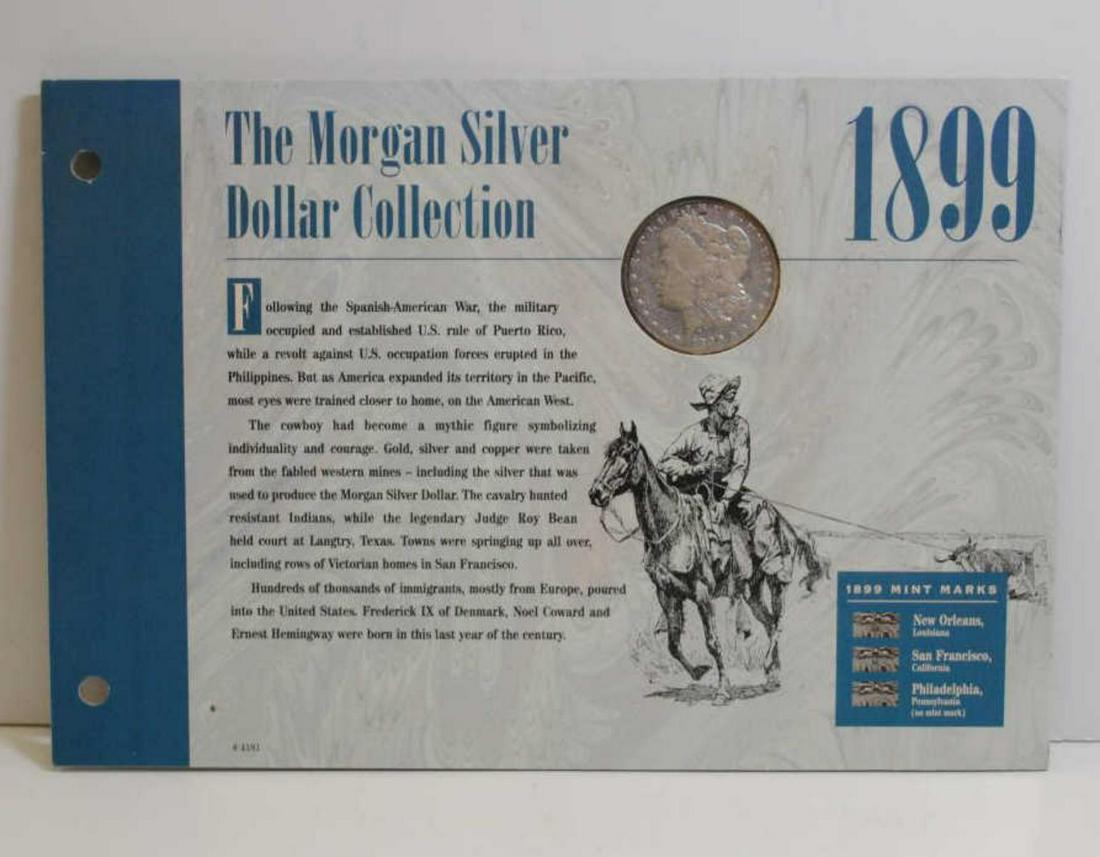 The Morgan Silver
Dollar Collection
1899
Following the Spanish-American War, the military
occupied and established U.S. rule of Puerto Rico,
while a revolt against U.S. occupation forces erupted in the
Philippines. But as America expanded its territory in the Pacific,
most eyes were trained closer to home, on the American West.
The cowboy had become a mythic figure symbolizing
individuality and courage. Gold, silver and copper were taken
from the fabled western mines – including the silver that was
used to produce the Morgan Silver Dollar. The cavalry hunted
resistant Indians, while the legendary Judge Roy Bean
held court at Langtry, Texas. Towns were springing up all over,
including rows of Victorian homes in San Francisco.
Hundreds of thousands of immigrants, mostly from Europe, poured
into the United States. Frederick IX of Denmark, Noel Coward and
Ernest Hemingway were born in this last year of the century.
1899 MINT MARKS
New Orleans,
Louisiana
San Francisco,
California
Philadelphia,
Pennsylvania
(no mint mark)